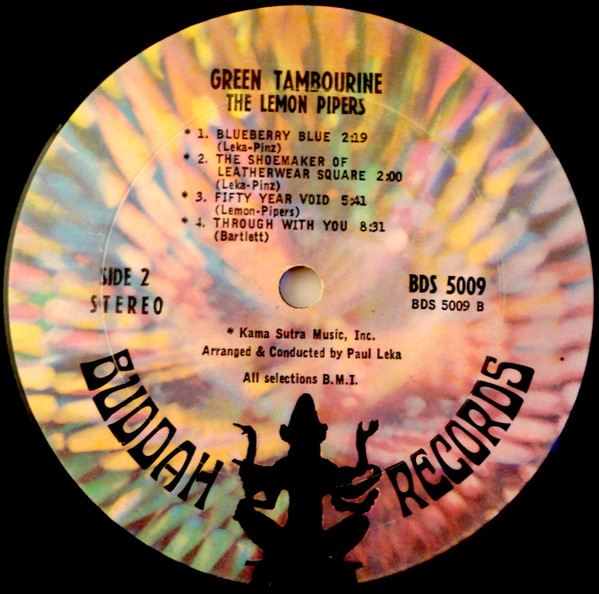 GREEN TAMBOURINE
THE LEMON PIPERS
* 1. BLUEBERRY BLUE 2:19
(Leka-Pinz)
* 2. THE SHOEMAKER OF
LEATHERWEAR SQUARE 2:00
(Leka-Pinz)
* 3. FIFTY YEAR VOID 5:41
(Lemon-Pipers)
* 4. THROUGH WITH YOU 8:31
(Bartlett)
SIDE 2
STEREO
BDS 5009
BDS 5009 B
* Kama Sutra Music, Inc.
Arranged & Conducted by Paul Leka
All selections B.M.I.
BUDDAH RECORDS